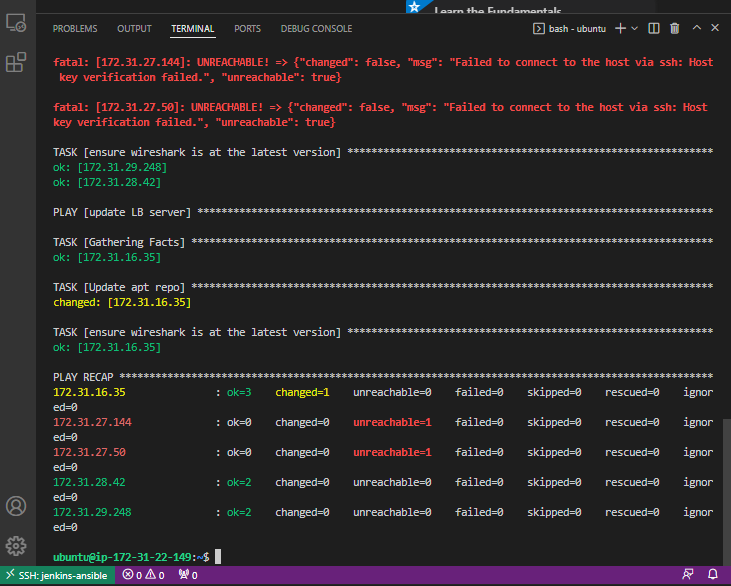 Learn the Fundamentals
PROBLEMS OUTPUT TERMINAL PORTS DEBUG CONSOLE bash - ubuntu
fatal: [172.31.27.144]: UNREACHABLE! => {"changed": false, "msg": "Failed to connect to the host via ssh: Host
key verification failed.", "unreachable": true}
fatal: [172.31.27.50]: UNREACHABLE! => {"changed": false, "msg": "Failed to connect to the host via ssh: Host
key verification failed.", "unreachable": true}
TASK [ensure wireshark is at the latest version] *************************************************************
ok: [172.31.29.248]
ok: [172.31.28.42]
PLAY [update LB server] **************************************************************************************
TASK [Gathering Facts] ***************************************************************************************
ok: [172.31.16.35]
TASK [Update apt repo] ***************************************************************************************
changed: [172.31.16.35]
TASK [ensure wireshark is at the latest version] *************************************************************
ok: [172.31.16.35]
PLAY RECAP ***************************************************************************************************
172.31.16.35 : ok=3 changed=1 unreachable=0 failed=0 skipped=0 rescued=0 ignor
ed=0
172.31.27.144 : ok=0 changed=0 unreachable=1 failed=0 skipped=0 rescued=0 ignor
ed=0
172.31.27.50 : ok=0 changed=0 unreachable=1 failed=0 skipped=0 rescued=0 ignor
ed=0
172.31.28.42 : ok=2 changed=0 unreachable=0 failed=0 skipped=0 rescued=0 ignor
ed=0
172.31.29.248 : ok=2 changed=0 unreachable=0 failed=0 skipped=0 rescued=0 ignor
ed=0
ubuntu@ip-172-31-22-149:~$
SSH: jenkins-ansible 0 0 0